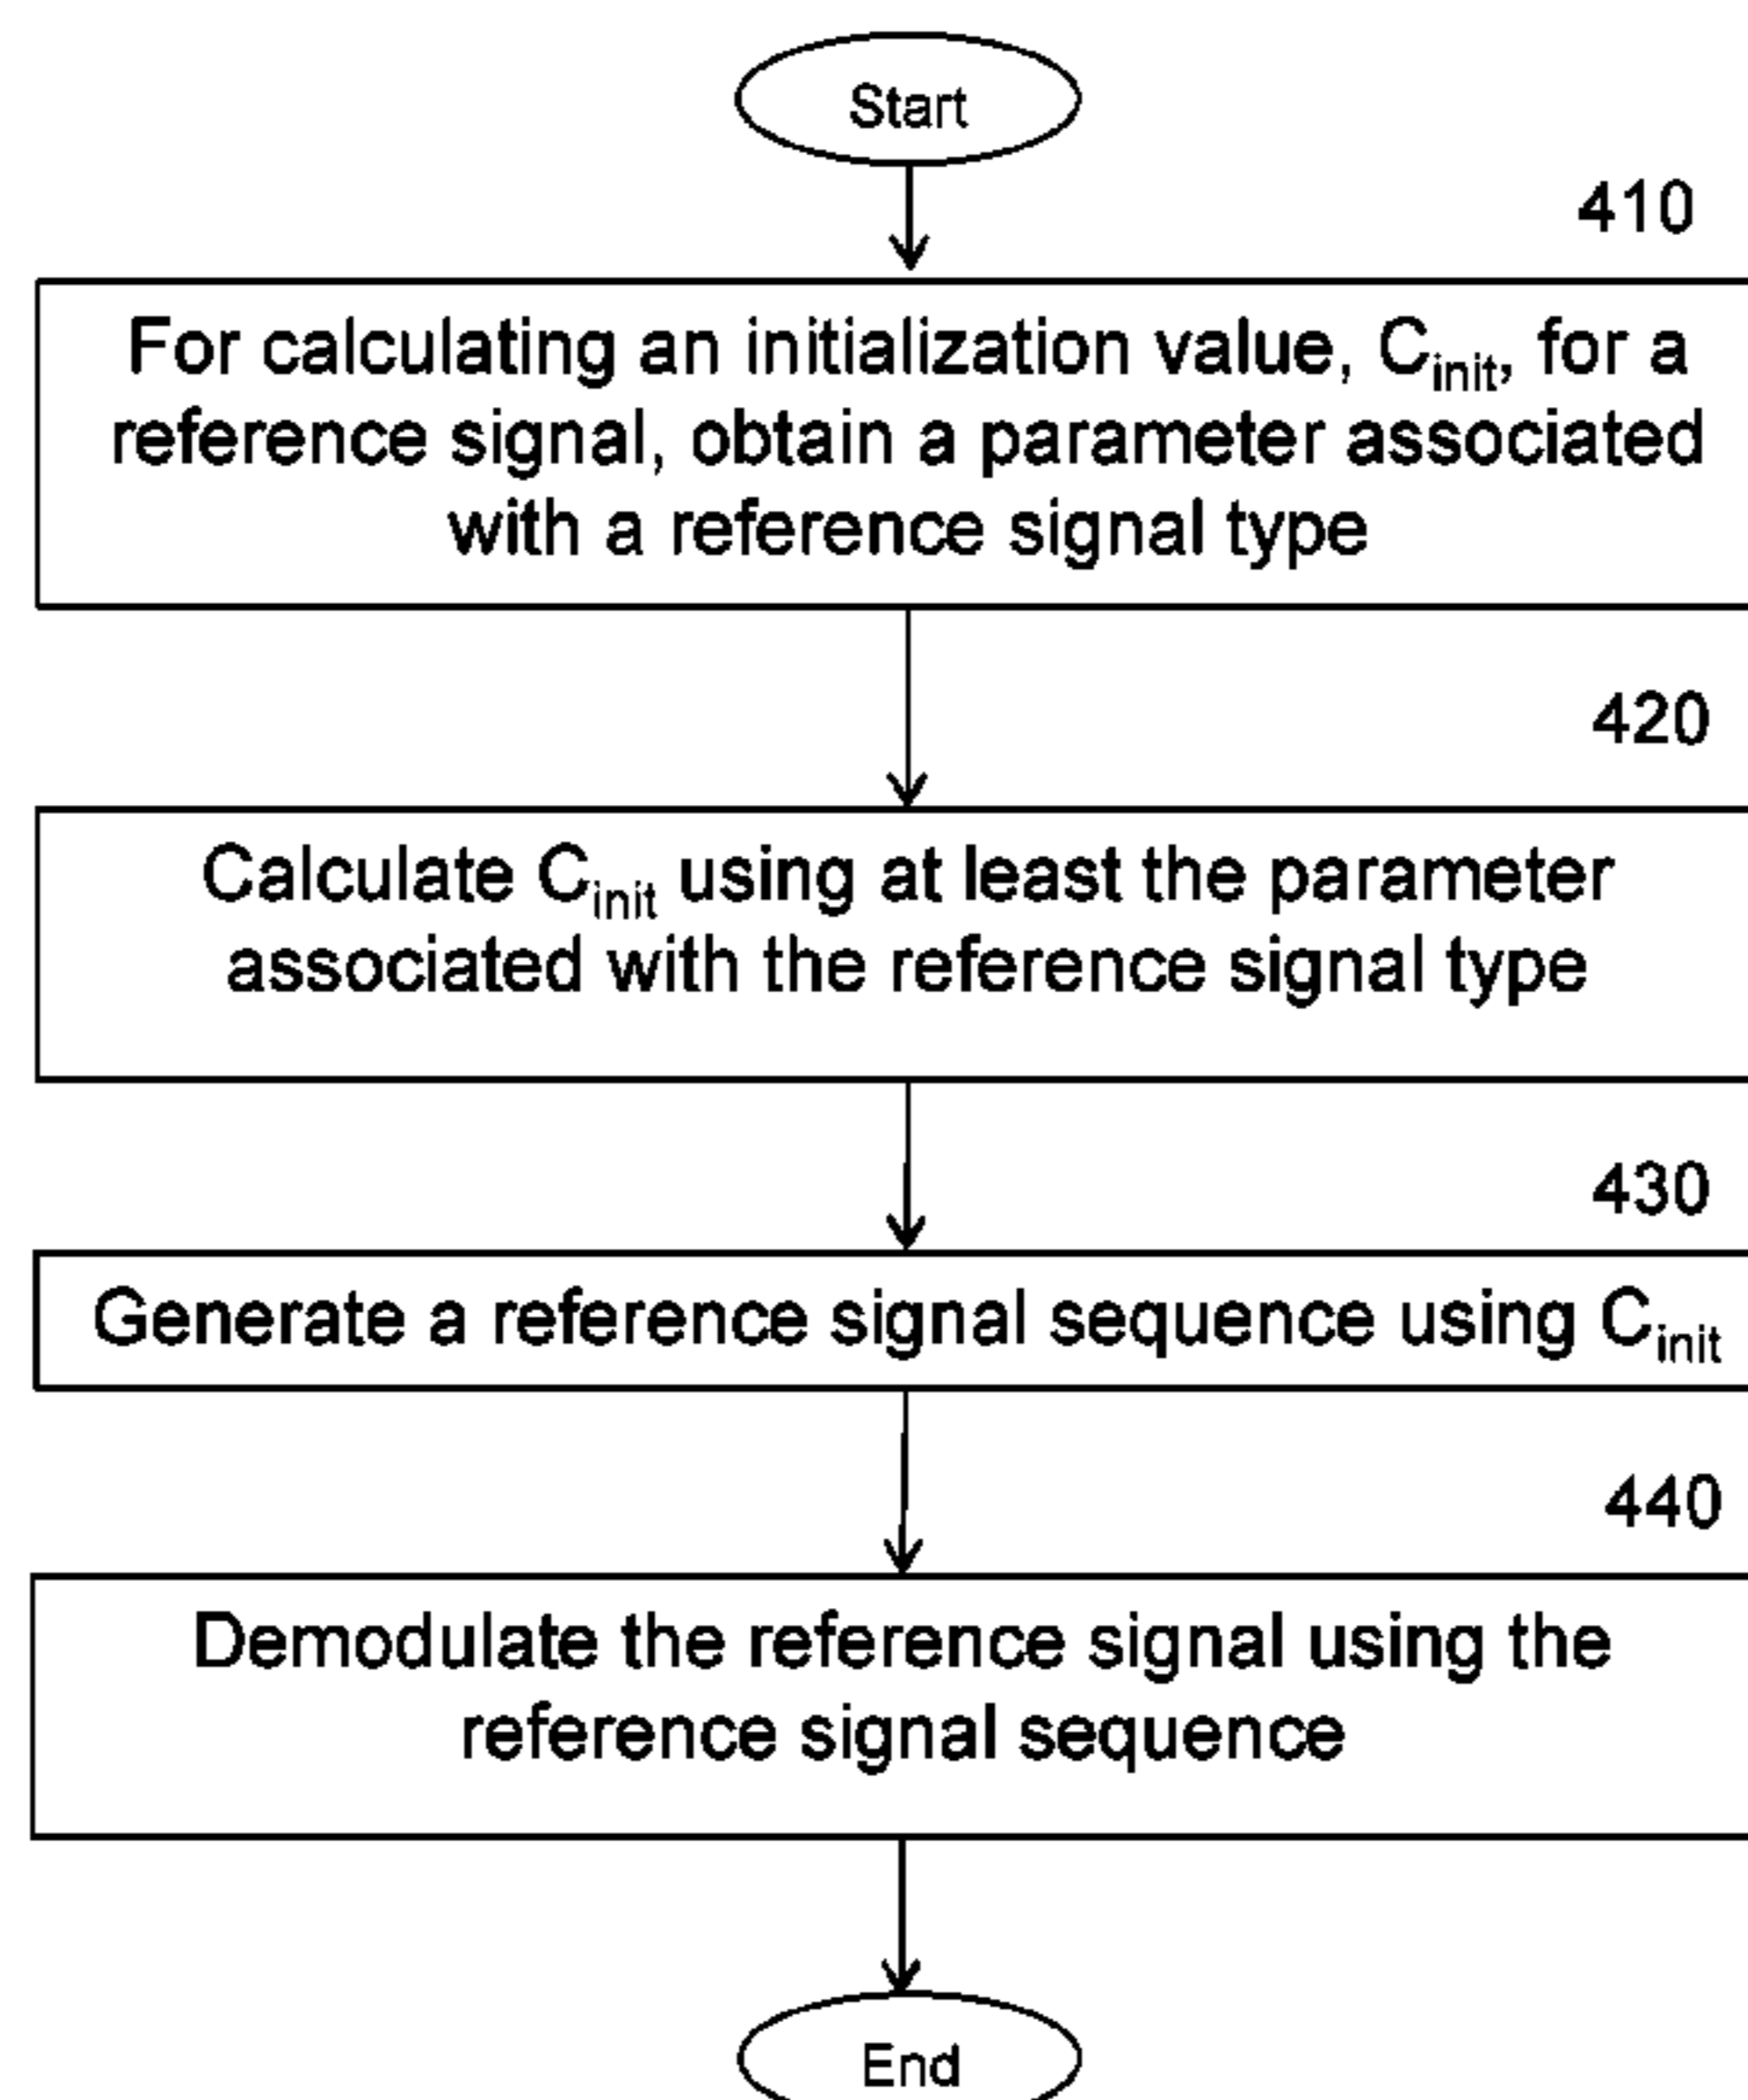 Start
410
For calculating an initialization value, Cinit, for a
reference signal, obtain a parameter associated
with a reference signal type
420
Calculate Cinit using at least the parameter
associated with the reference signal type
430
Generate a reference signal sequence using Cinit
440
Demodulate the reference signal using the
reference signal sequence
End